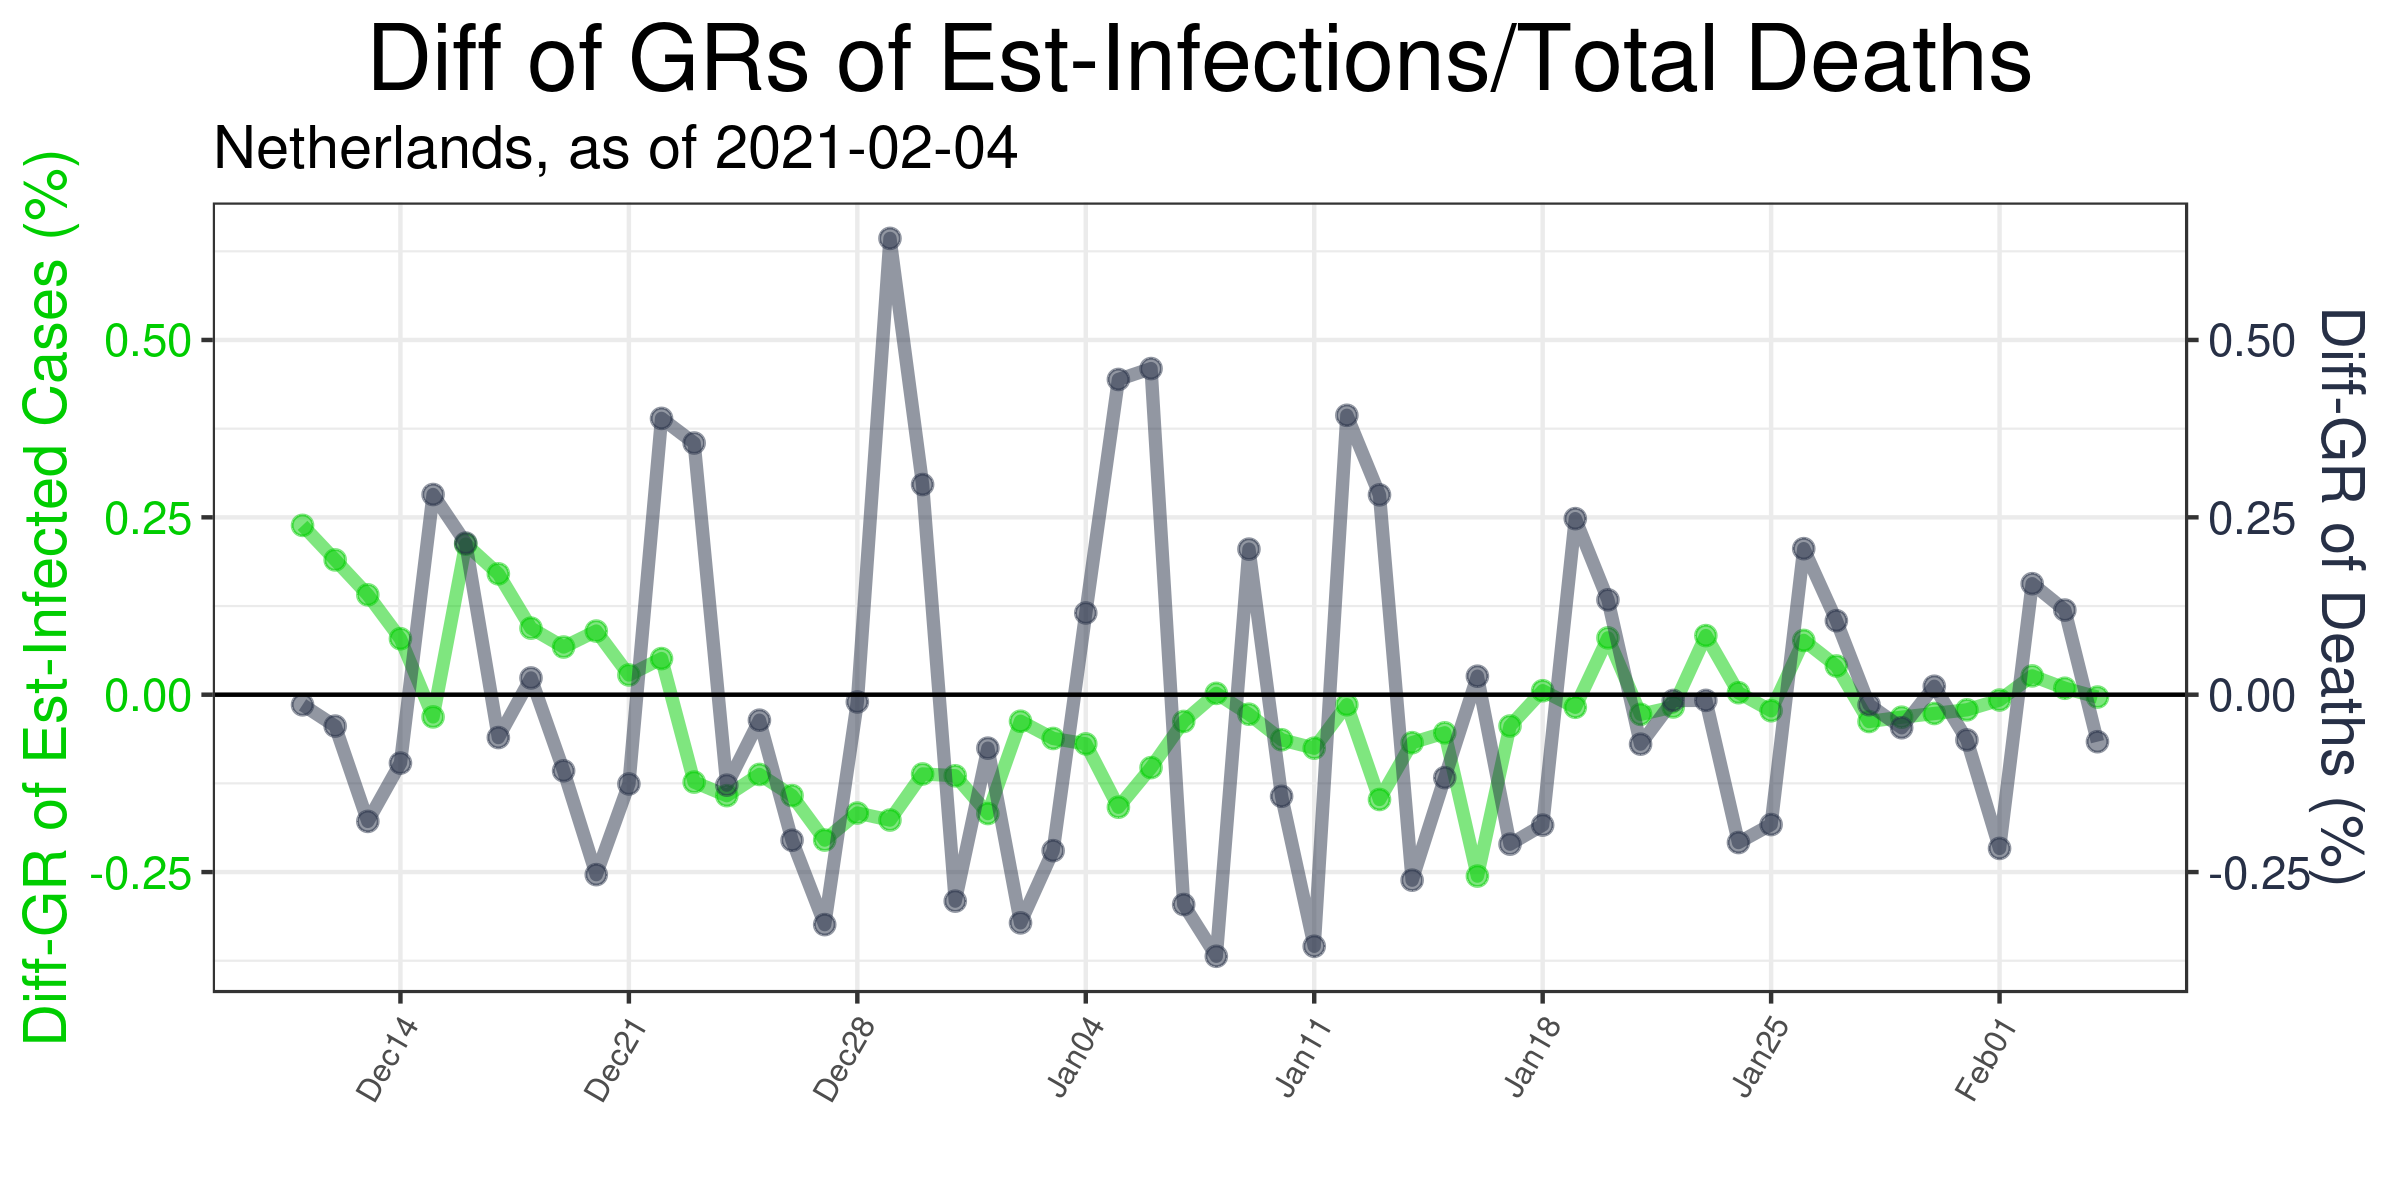 Diff of GRs of Est-Infections/Total Deaths
Netherlands, as of 2021-02-04
Diff-GR of Est-Infected Cases (%)
0.50
0.25
0.00
-0.25
0.50
0.25
0.00
-0.25
Diff-GR of Deaths (%)
Dec14
Dec21
Dec28
Jan04
Jan11
Jan18
Jan25
Feb01